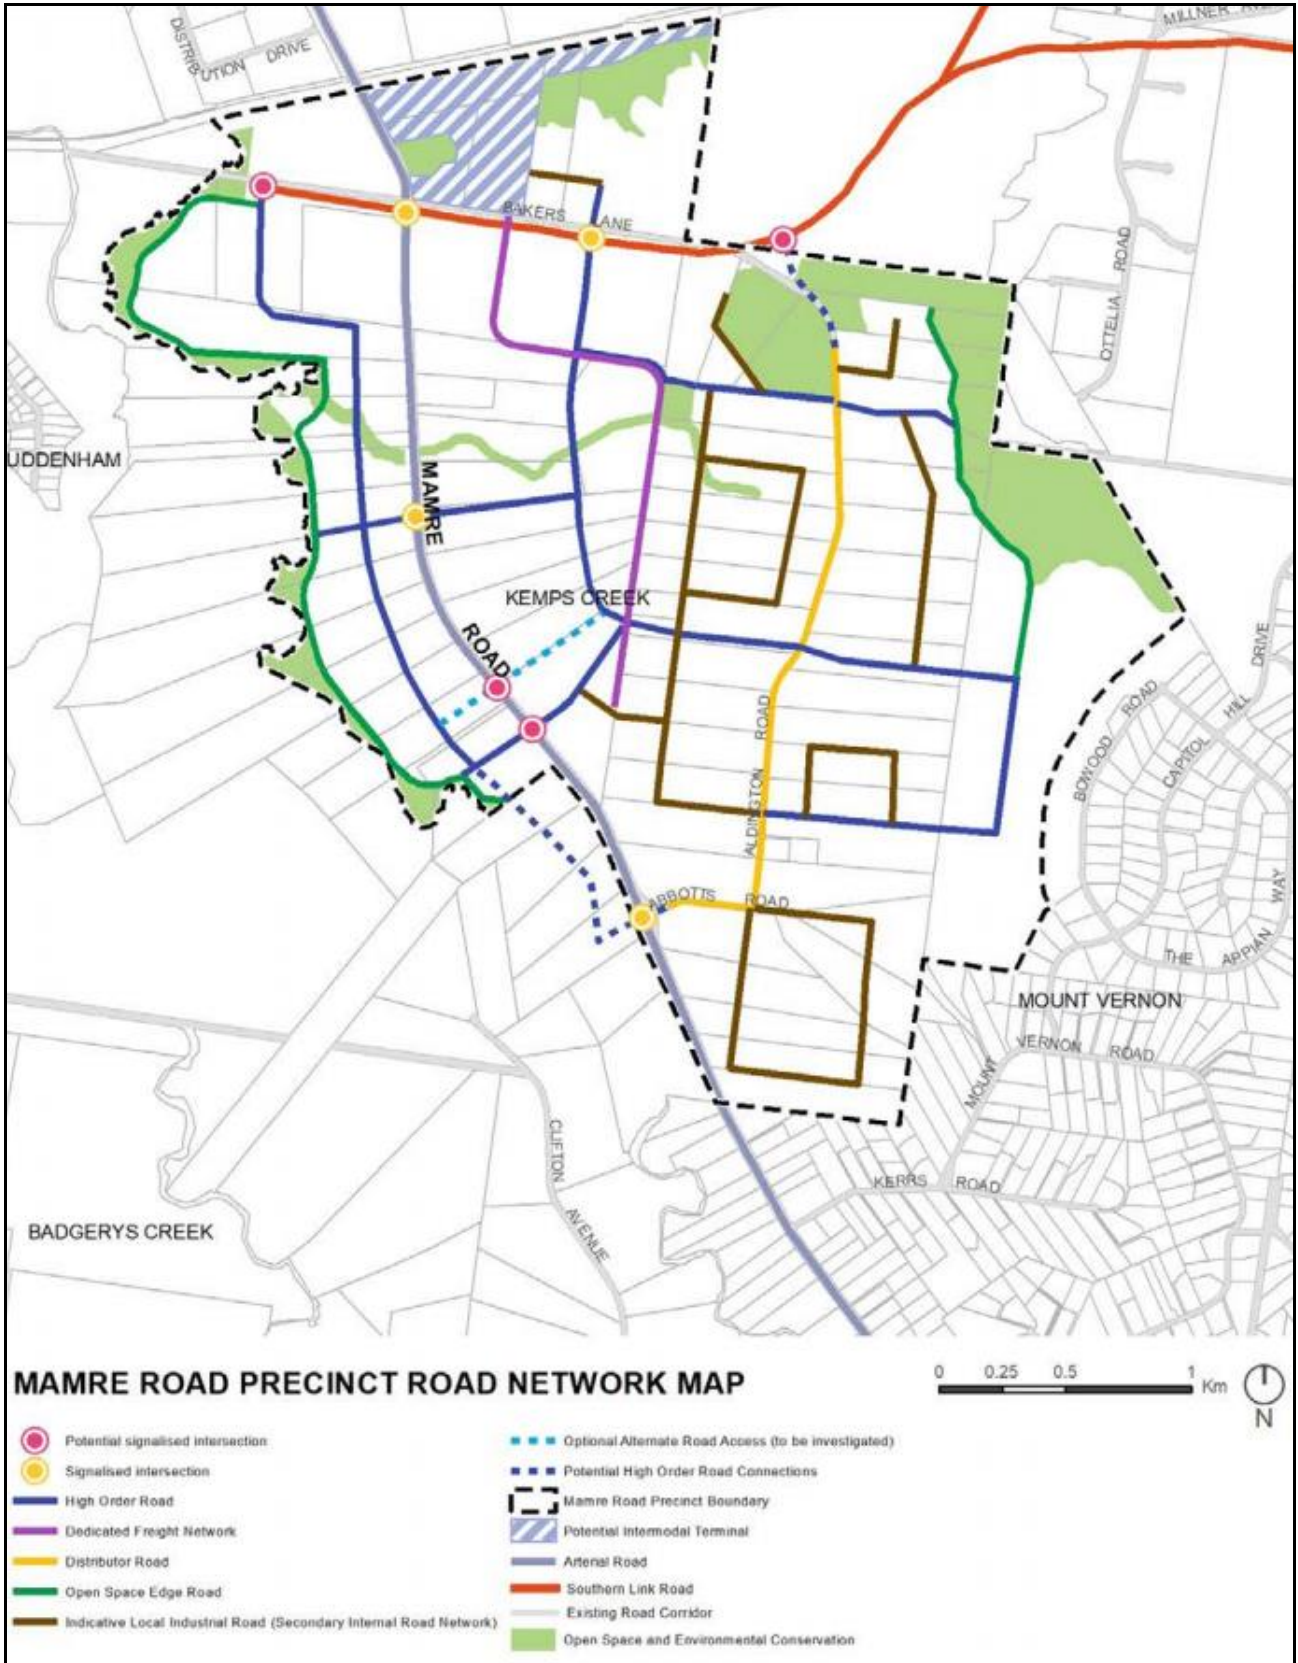 MILLNER AVE
DISTRIB
UTION DRIVE
BAKERS LANE
OTTELIA ROAD
UDDENHAM
MAMRE
ROAD
KEMPS CREEK
DRIVE
HILL
CAPITOL
BOWOOD ROAD
ALDINGTON ROAD
ABBOTTS ROAD
WAY
THE APPIAN
MOUNT VERNON
MOUNT VERNON ROAD
CLIFTON AVENUE
KERRS ROAD
BADGERYS CREEK
MAMRE ROAD PRECINCT ROAD NETWORK MAP
0 0.25 0.5 1 Km
N
Potential signalised intersection
Signalised intersection
High Order Road
Dedicated Freight Network
Distributor Road
Open Space Edge Road
Indicative Local Industrial Road (Secondary Internal Road Network)
Optional Alternate Road Access (to be investigated)
Potential High Order Road Connections
Mamre Road Precinct Boundary
Potential Intermodal Terminal
Arterial Road
Southern Link Road
Existing Road Corridor
Open Space and Environmental Conservation